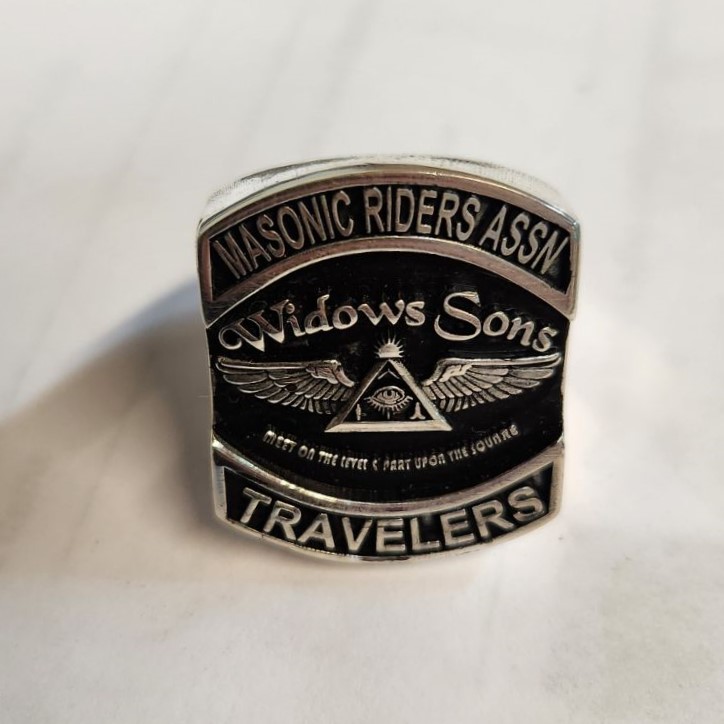 MASONIC RIDERS ASSN
Widows Sons
MEET ON THE LEVEL & PART UPON THE SQUARE
TRAVELERS